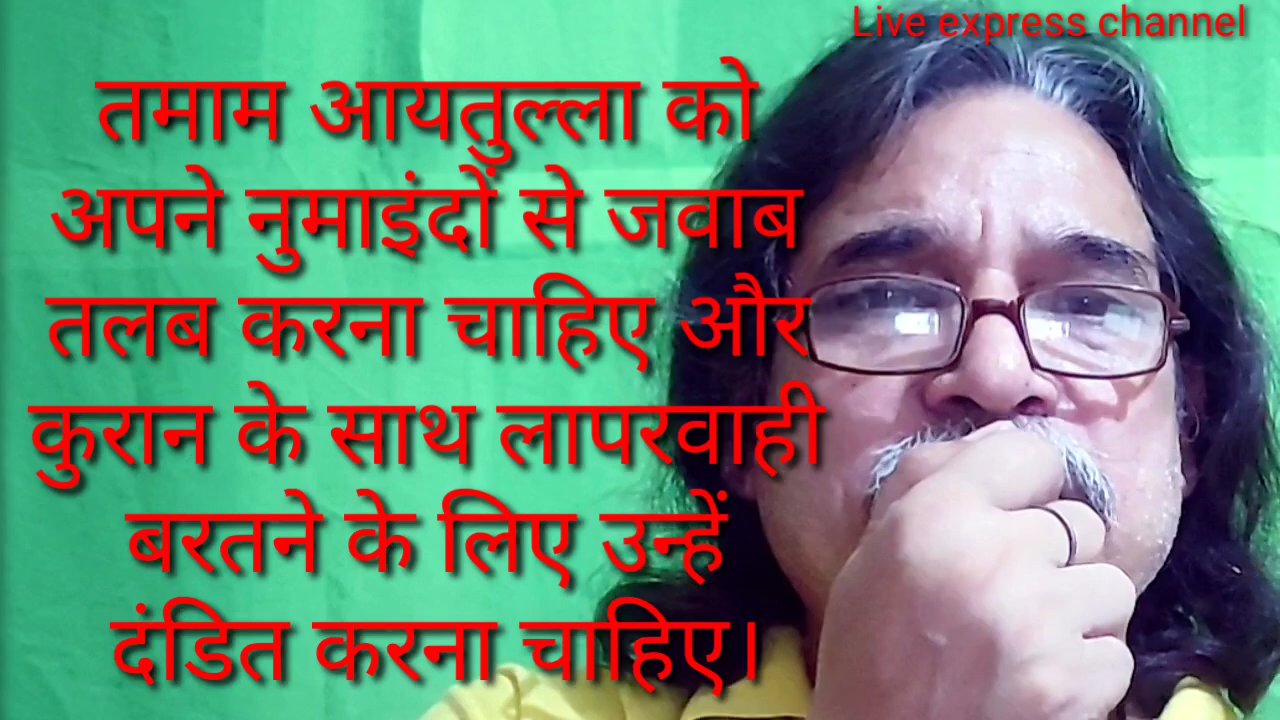 Live express channel
तमाम आयतुल्ला को
अपने नुमाइंदों से जवाब
तलब करना चाहिए और
कुरान के साथ लापरवाही
बरतने के लिए उन्हें
दंडित करना चाहिए।